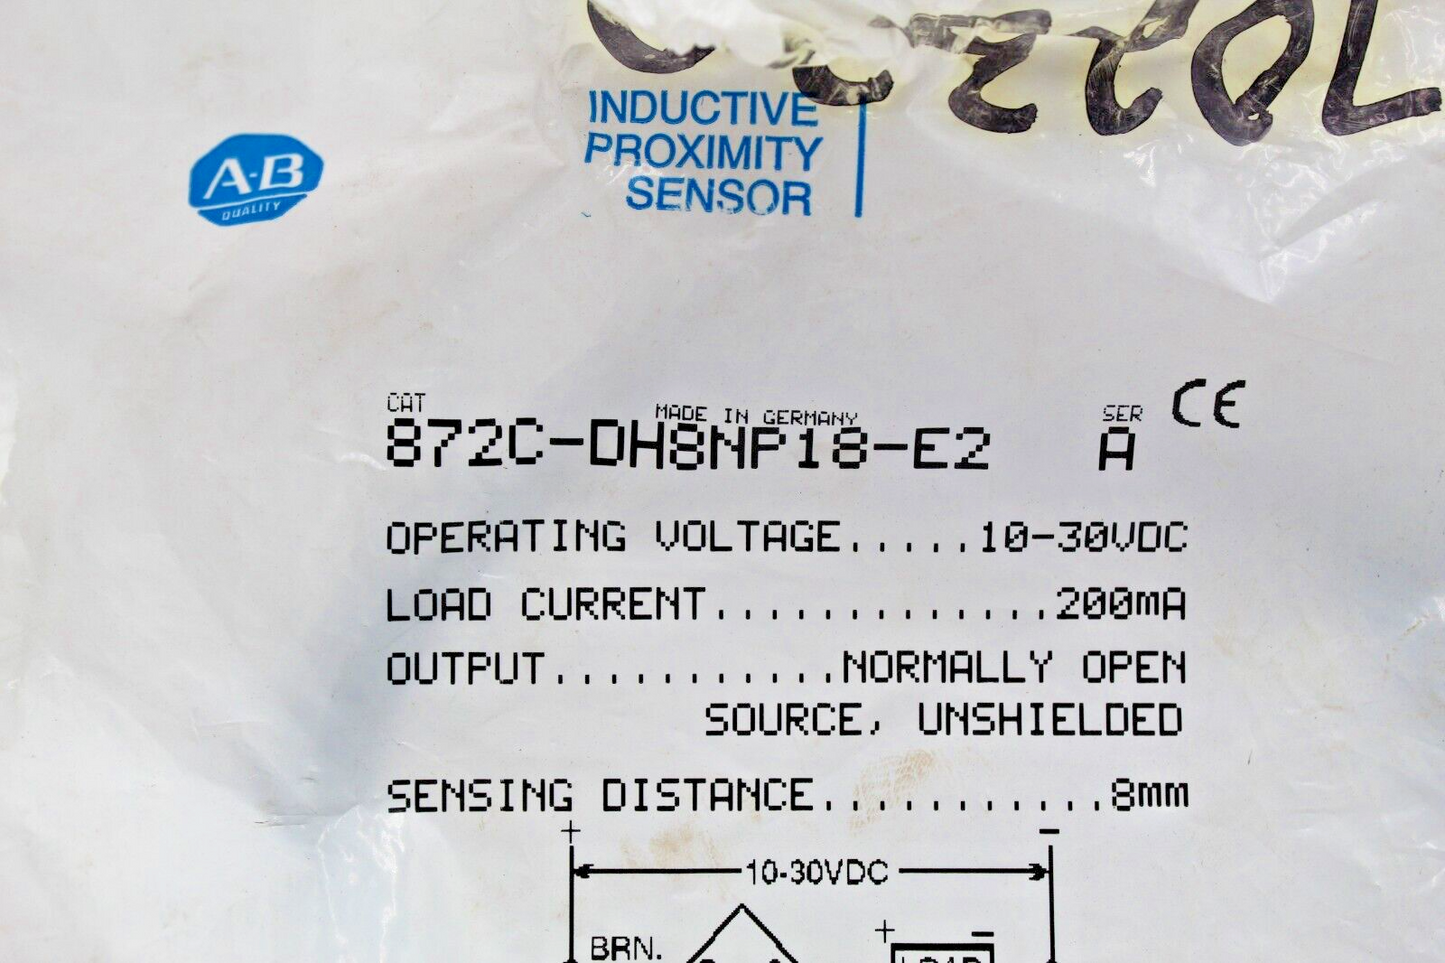 INDUCTIVE
PROXIMITY
SENSOR
A-B
QUALITY
CAT
MADE IN GERMANY
SER
CE
872C-DH8NP18-E2 A
OPERATING VOLTAGE.....10-30VDC
LOAD CURRENT.............200mA
OUTPUT...........NORMALLY OPEN
SOURCE, UNSHIELDED
SENSING DISTANCE...........8mm
+ −
10-30VDC
+ −
BRN.
LOAD